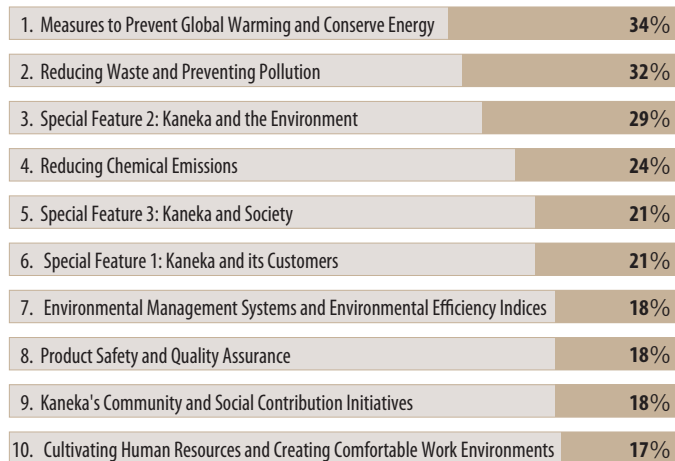 1. Measures to Prevent Global Warming and Conserve Energy 34%
2. Reducing Waste and Preventing Pollution 32%
3. Special Feature 2: Kaneka and the Environment 29%
4. Reducing Chemical Emissions 24%
5. Special Feature 3: Kaneka and Society 21%
6. Special Feature 1: Kaneka and its Customers 21%
7. Environmental Management Systems and Environmental Efficiency Indices 18%
8. Product Safety and Quality Assurance 18%
9. Kaneka's Community and Social Contribution Initiatives 18%
10. Cultivating Human Resources and Creating Comfortable Work Environments 17%